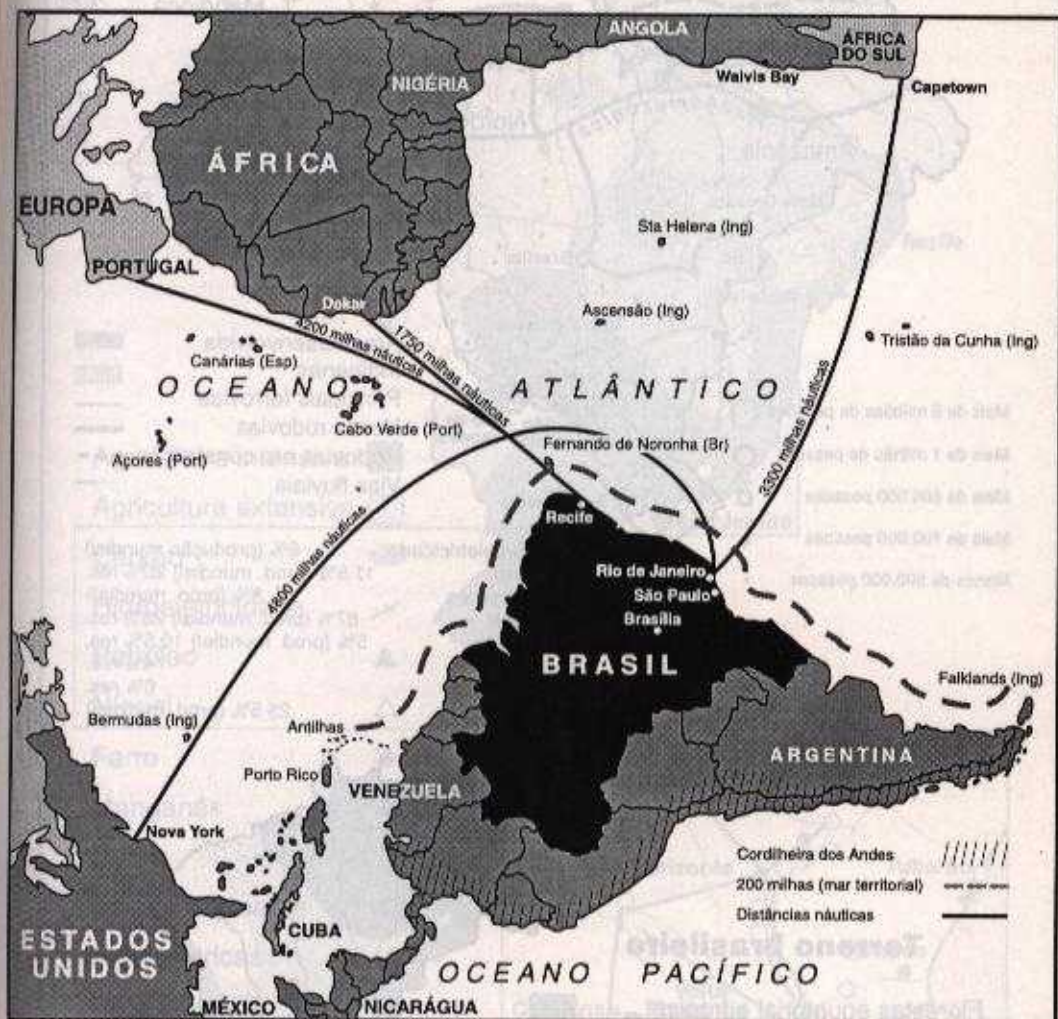 ANGOLA
ÁFRICA
DO SUL
NIGÉRIA
Walvis Bay
Capetown
ÁFRICA
EUROPA
Sta Helena (Ing)
PORTUGAL
Dakar
Ascensão (Ing)
4200 milhas náuticas
1750 milhas náuticas
Tristão da Cunha (Ing)
Canárias (Esp)
OCEANO ATLÂNTICO
3300 milhas náuticas
Cabo Verde (Port)
Açores (Port)
Fernando de Noronha (Br)
4800 milhas náuticas
Recife
Rio de Janeiro
São Paulo
Brasília
BRASIL
Falklands (Ing)
Bermudas (Ing)
Antilhas
ARGENTINA
Porto Rico
VENEZUELA
Nova York
Cordilheira dos Andes
200 milhas (mar territorial)
Distâncias náuticas
CUBA
ESTADOS
UNIDOS
OCEANO PACÍFICO
MÉXICO
NICARÁGUA